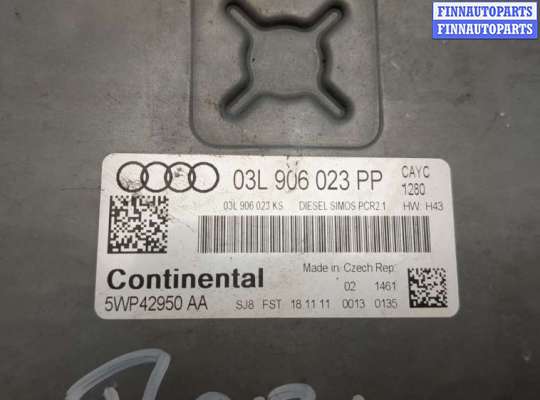 FINNAUTOPARTS
FINNAUTOPARTS
03L 906 023 PP CAYC
1280
03L 906 023 KS DIESEL SIMOS PCR2.1 HW: H43
Continental Made in Czech Rep.
02 1461
5WP42950 AA SJ8 FST 18 11 11 0013 0135